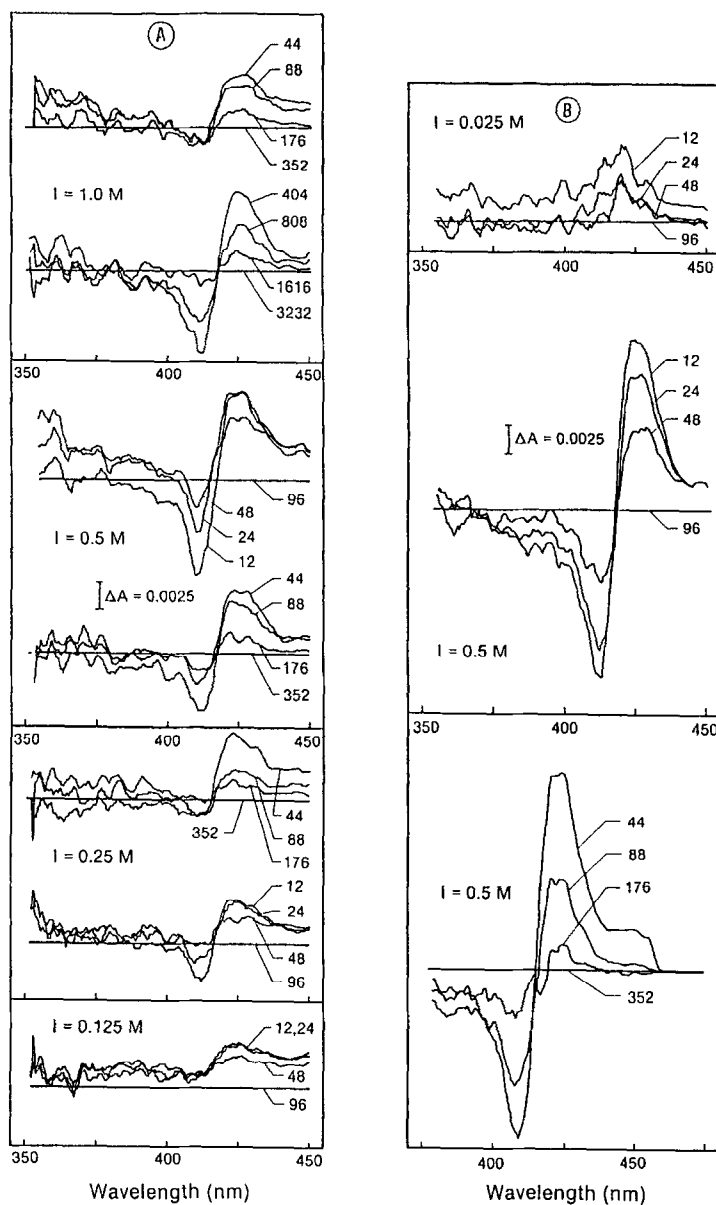 A
44
88
176
352
I = 1.0 M
404
808
1616
3232
350 400 450
48
24
12
96
I = 0.5 M
ΔA = 0.0025
44
88
176
352
350 400 450
352
44
88
176
I = 0.25 M
12
24
48
96
I = 0.125 M
12,24
48
96
350 400 450
Wavelength (nm)
B
I = 0.025 M
12
24
48
96
350 400 450
12
24
48
ΔA = 0.0025
96
I = 0.5 M
350 400 450
44
88
I = 0.5 M
176
352
400 450
Wavelength (nm)